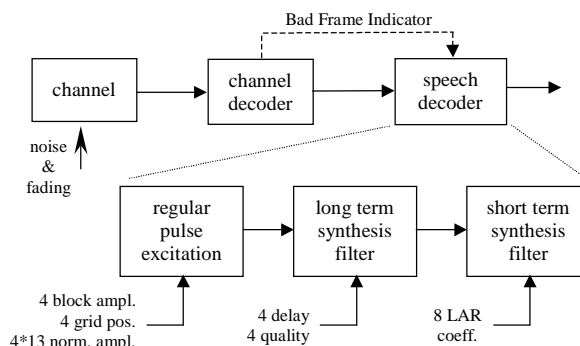 Bad Frame Indicator
channel
channel
decoder
speech
decoder
noise
&
fading
regular
pulse
excitation
long term
synthesis
filter
short term
synthesis
filter
4 block ampl.
4 grid pos.
4*13 norm. ampl.
4 delay
4 quality
8 LAR
coeff.